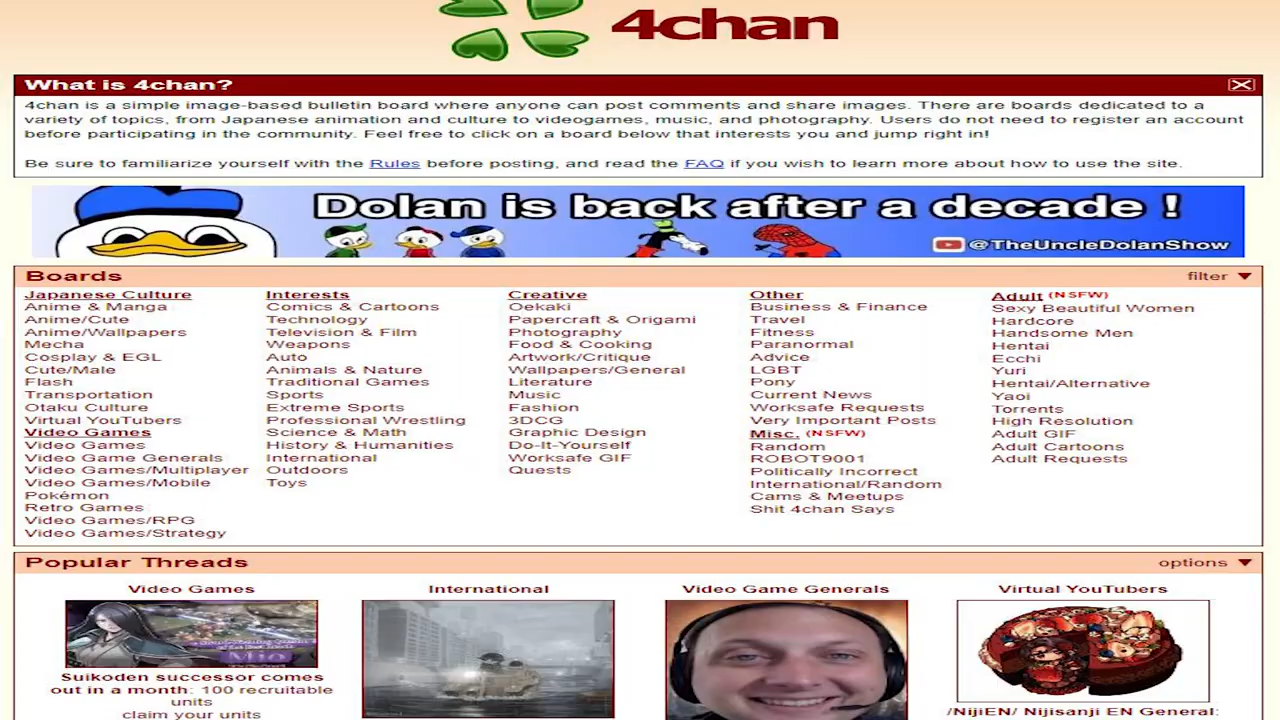 4chan
What is 4chan?
4chan is a simple image-based bulletin board where anyone can post comments and share images. There are boards dedicated to a
variety of topics, from Japanese animation and culture to videogames, music, and photography. Users do not need to register an account
before participating in the community. Feel free to click on a board below that interests you and jump right in!
Be sure to familiarize yourself with the Rules before posting, and read the FAQ if you wish to learn more about how to use the site.
Dolan is back after a decade !
@TheUncleDolanShow
Boards
filter
Japanese Culture
Anime & Manga
Anime/Cute
Anime/Wallpapers
Mecha
Cosplay & EGL
Cute/Male
Flash
Transportation
Otaku Culture
Virtual YouTubers
Video Games
Video Games
Video Game Generals
Video Games/Multiplayer
Video Games/Mobile
Pokémon
Retro Games
Video Games/RPG
Video Games/Strategy
Interests
Comics & Cartoons
Technology
Television & Film
Weapons
Auto
Animals & Nature
Traditional Games
Sports
Extreme Sports
Professional Wrestling
Science & Math
History & Humanities
International
Outdoors
Toys
Creative
Oekaki
Papercraft & Origami
Photography
Food & Cooking
Artwork/Critique
Wallpapers/General
Literature
Music
Fashion
3DCG
Graphic Design
Do-It-Yourself
Worksafe GIF
Quests
Other
Business & Finance
Travel
Fitness
Paranormal
Advice
LGBT
Pony
Current News
Worksafe Requests
Very Important Posts
Misc. (NSFW)
Random
ROBOT9001
Politically Incorrect
International/Random
Cams & Meetups
Shit 4chan Says
Adult (NSFW)
Sexy Beautiful Women
Hardcore
Handsome Men
Hentai
Ecchi
Yuri
Hentai/Alternative
Yaoi
Torrents
High Resolution
Adult GIF
Adult Cartoons
Adult Requests
Popular Threads
options
Video Games
Mio
Suikoden successor comes
out in a month: 100 recruitable
units
claim your units
International
Video Game Generals
Virtual YouTubers
/NijiEN/ Nijisanji EN General: